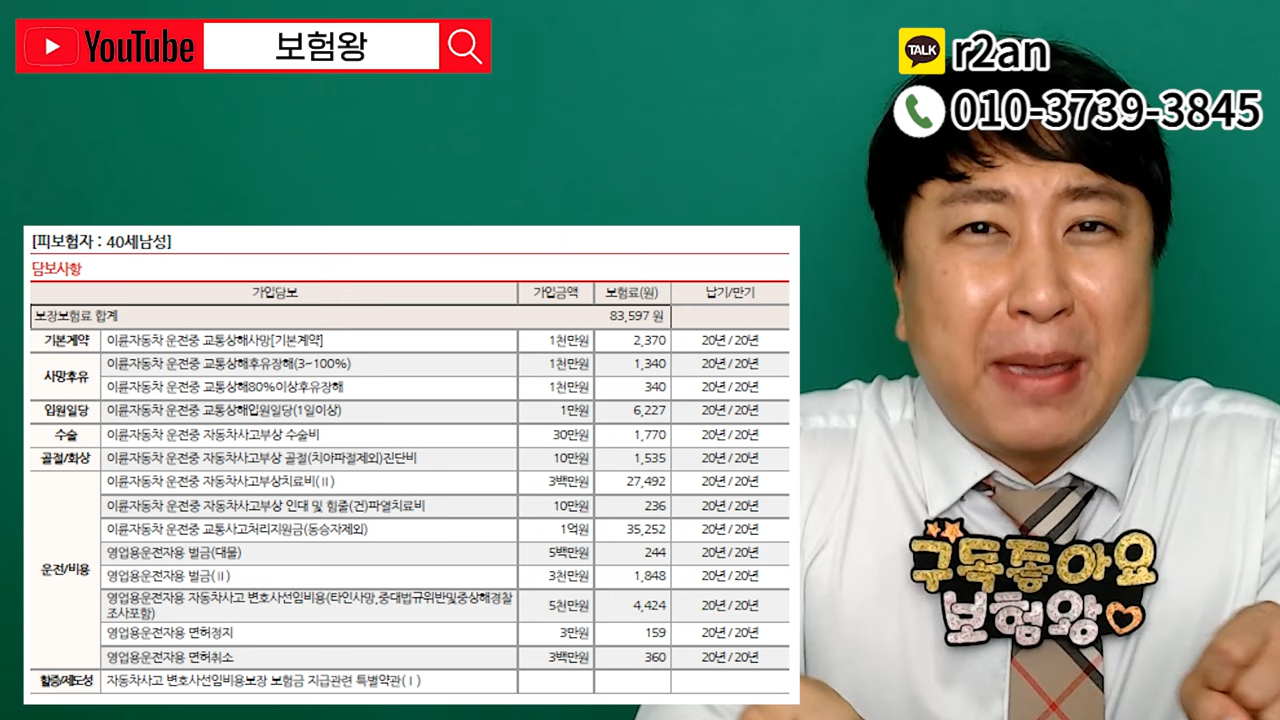 YouTube 보험왕
TALK r2an
010-3739-3845
[피보험자 : 40세남성]
담보사항
가입담보 가입금액 보험료(원) 납기/만기
보장보험료 합계 83,597 원
기본계약 이륜자동차 운전중 교통상해사망[기본계약] 1천만원 2,370 20년 / 20년
사망후유 이륜자동차 운전중 교통상해후유장해(3~100%) 1천만원 1,340 20년 / 20년
이륜자동차 운전중 교통상해80%이상후유장해 1천만원 340 20년 / 20년
입원일당 이륜자동차 운전중 교통상해입원일당(1일이상) 1만원 6,227 20년 / 20년
수술 이륜자동차 운전중 자동차사고부상 수술비 30만원 1,770 20년 / 20년
골절/화상 이륜자동차 운전중 자동차사고부상 골절(치아파절제외)진단비 10만원 1,535 20년 / 20년
운전/비용 이륜자동차 운전중 자동차사고부상치료비(II) 3백만원 27,492 20년 / 20년
이륜자동차 운전중 자동차사고부상 인대 및 힘줄(건)파열치료비 10만원 236 20년 / 20년
이륜자동차 운전중 교통사고처리지원금(동승자제외) 1억원 35,252 20년 / 20년
영업용운전자용 벌금(대물) 5백만원 244 20년 / 20년
영업용운전자용 벌금(II) 3천만원 1,848 20년 / 20년
영업용운전자용 자동차사고 변호사선임비용(타인사망,중대법규위반및중상해경찰
조사포함) 5천만원 4,424 20년 / 20년
영업용운전자용 면허정지 3만원 159 20년 / 20년
영업용운전자용 면허취소 3백만원 360 20년 / 20년
할증/제도성 자동차사고 변호사선임비용보장 보험금 지급관련 특별약관(I)
구독좋아요
보험왕